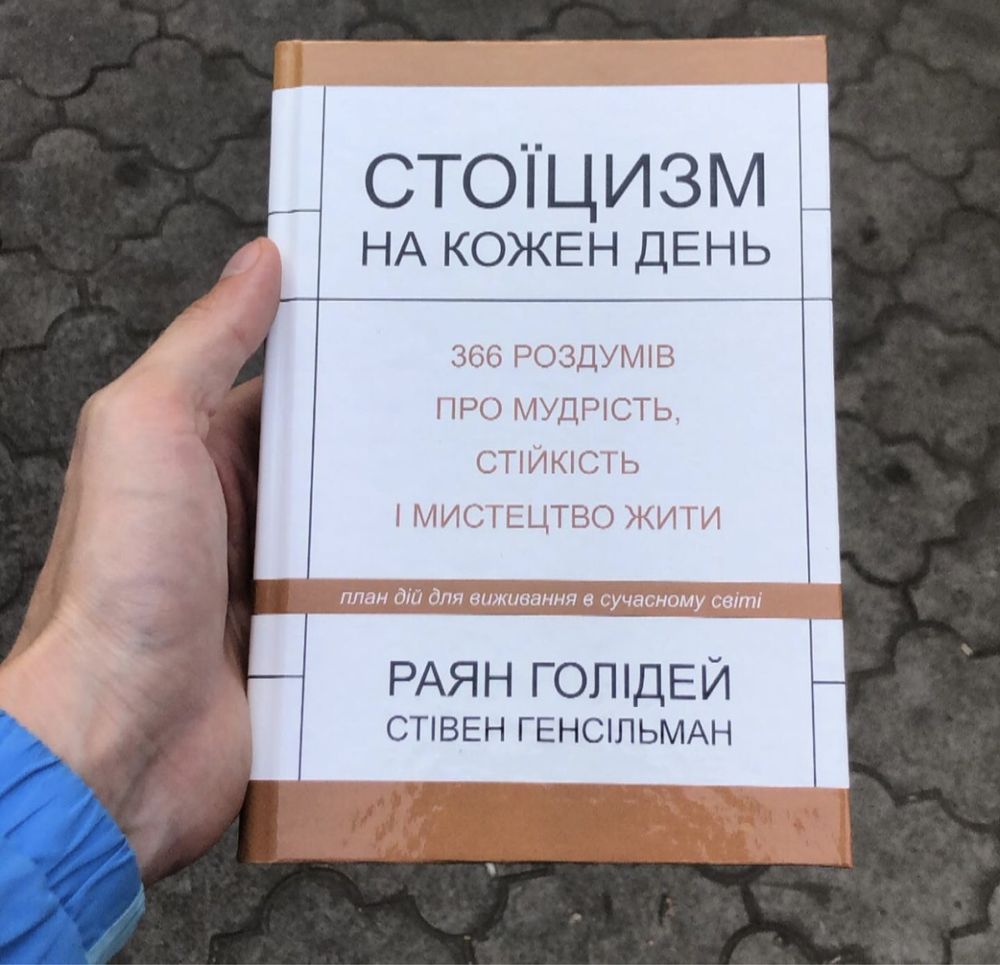 СТОЇЦИЗМ
НА КОЖЕН ДЕНЬ
366 РОЗДУМІВ
ПРО МУДРІСТЬ,
СТІЙКІСТЬ
І МИСТЕЦТВО ЖИТИ
план дій для виживання в сучасному світі
РАЯН ГОЛІДЕЙ
СТІВЕН ГЕНСІЛЬМАН